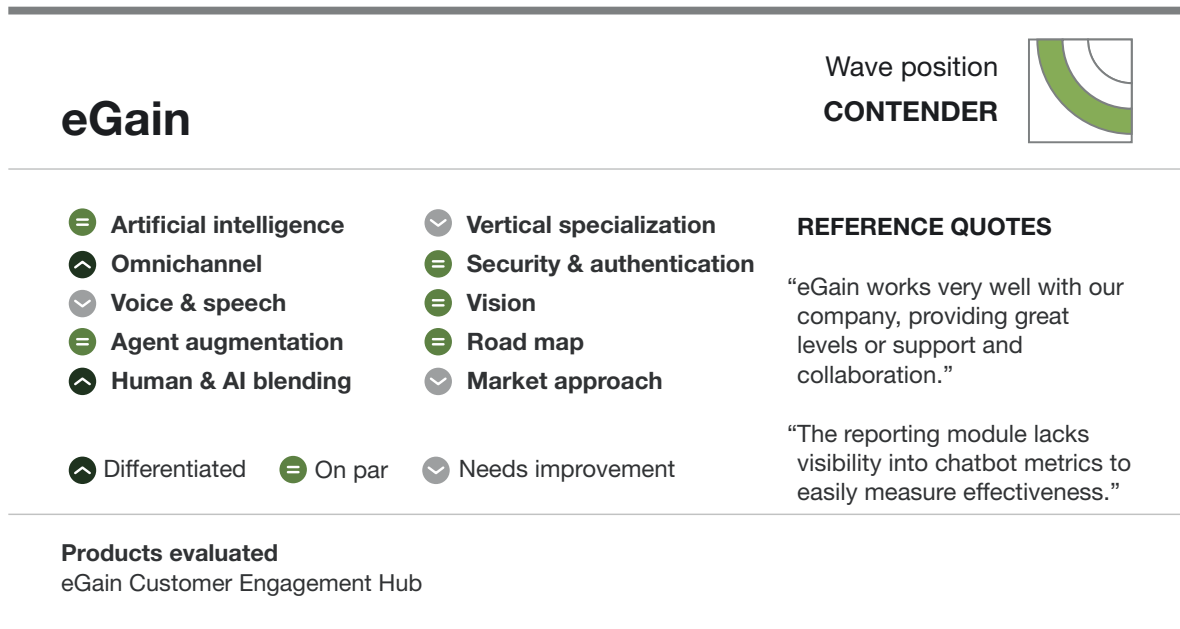 Wave position
eGain
CONTENDER
Artificial intelligence
Omnichannel
Voice & speech
Agent augmentation
Human & AI blending
Vertical specialization
Security & authentication
Vision
Road map
Market approach
Differentiated
On par
Needs improvement
REFERENCE QUOTES
“eGain works very well with our
company, providing great
levels or support and
collaboration.”
“The reporting module lacks
visibility into chatbot metrics to
easily measure effectiveness.”
Products evaluated
eGain Customer Engagement Hub